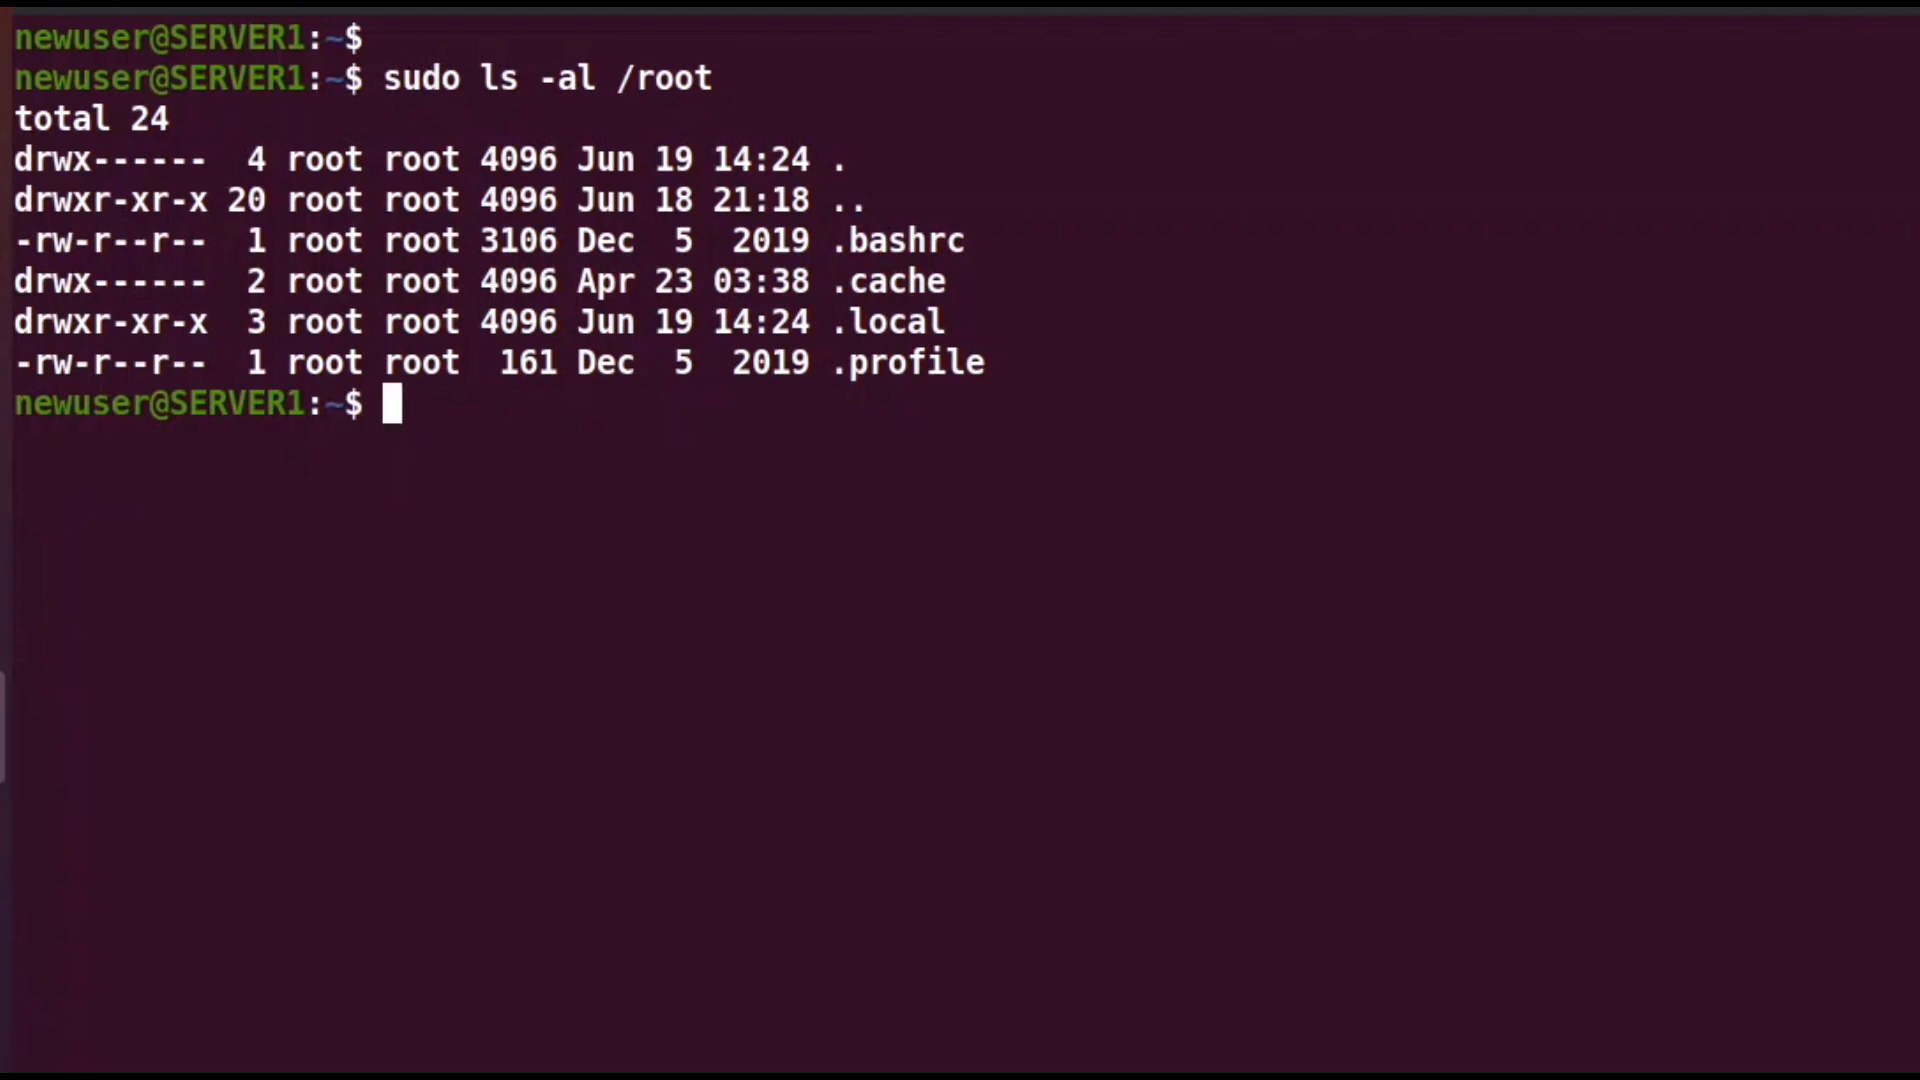 newuser@SERVER1:~$
newuser@SERVER1:~$ sudo ls -al /root
total 24
drwx------  4 root root 4096 Jun 19 14:24 .
drwxr-xr-x 20 root root 4096 Jun 18 21:18 ..
-rw-r--r--  1 root root 3106 Dec  5  2019 .bashrc
drwx------  2 root root 4096 Apr 23 03:38 .cache
drwxr-xr-x  3 root root 4096 Jun 19 14:24 .local
-rw-r--r--  1 root root  161 Dec  5  2019 .profile
newuser@SERVER1:~$